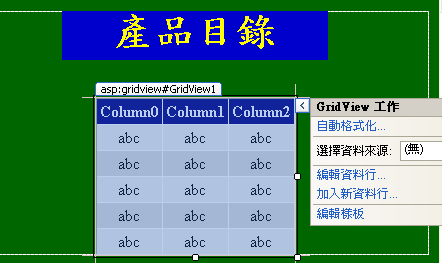 產品目錄
asp:gridview#GridView1
Column0 Column1 Column2
abc abc abc
abc abc abc
abc abc abc
abc abc abc
abc abc abc
GridView 工作
自動格式化...
選擇資料來源: (無)
編輯資料行...
加入新資料行...
編輯樣板